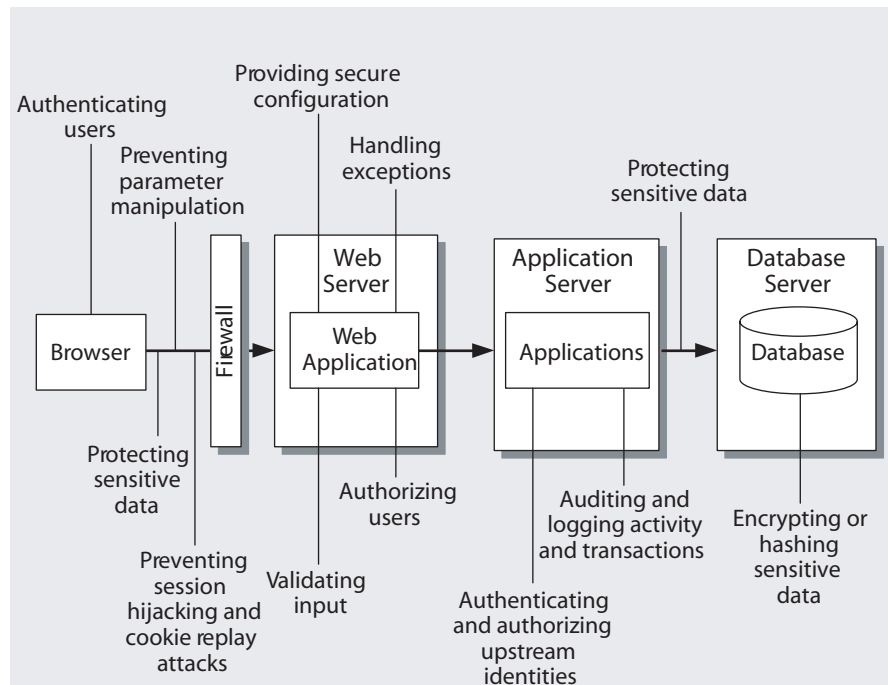 Providing secure
configuration
Authenticating
users
Handling
exceptions
Preventing
parameter
manipulation
Protecting
sensitive data
Web
Server
Application
Server
Database
Server
Browser
Firewall
Web
Application
Applications
Database
Protecting
sensitive
data
Authorizing
users
Auditing and
logging activity
and transactions
Encrypting or
hashing
sensitive
data
Preventing
session
hijacking and
cookie replay
attacks
Validating
input
Authenticating
and authorizing
upstream
identities